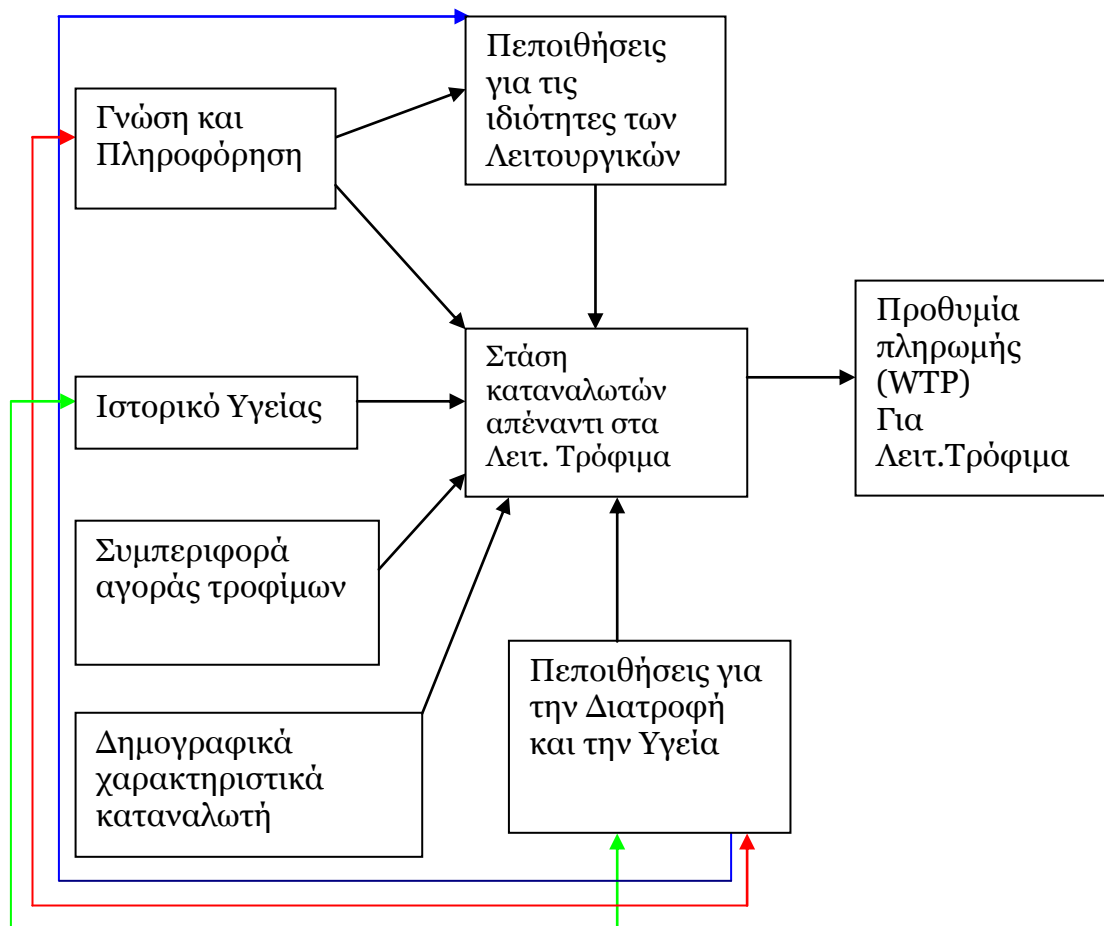 Πεποιθήσεις
για τις
ιδιότητες των
Λειτουργικών
Γνώση και
Πληροφόρηση
Προθυμία
πληρωμής
(WTP)
Για
Λειτ.Τρόφιμα
Στάση
καταναλωτών
απέναντι στα
Λειτ. Τρόφιμα
Ιστορικό Υγείας
Συμπεριφορά
αγοράς τροφίμων
Πεποιθήσεις για
την Διατροφή
και την Υγεία
Δημογραφικά
χαρακτηριστικά
καταναλωτή